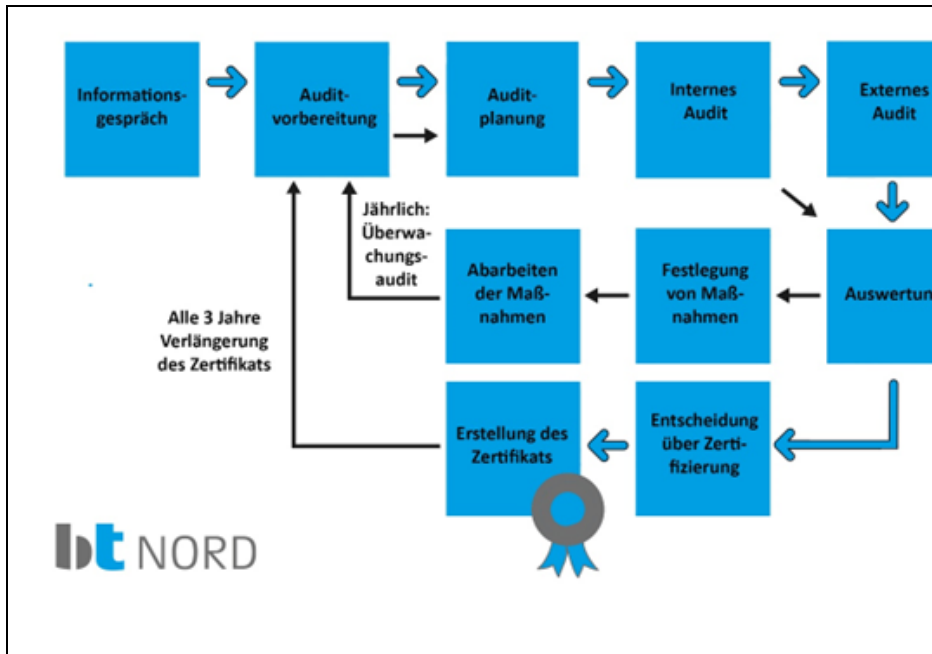 Informations-
gespräch
Audit-
vorbereitung
Audit-
planung
Internes
Audit
Externes
Audit
Jährlich:
Überwa-
chungs-
audit
Abarbeiten
der Maß-
nahmen
Festlegung
von Maß-
nahmen
Auswertun
Alle 3 Jahre
Verlängerung
des Zertifikats
Erstellung des
Zertifikats
Entscheidung
über Zerti-
fizierung
bt NORD